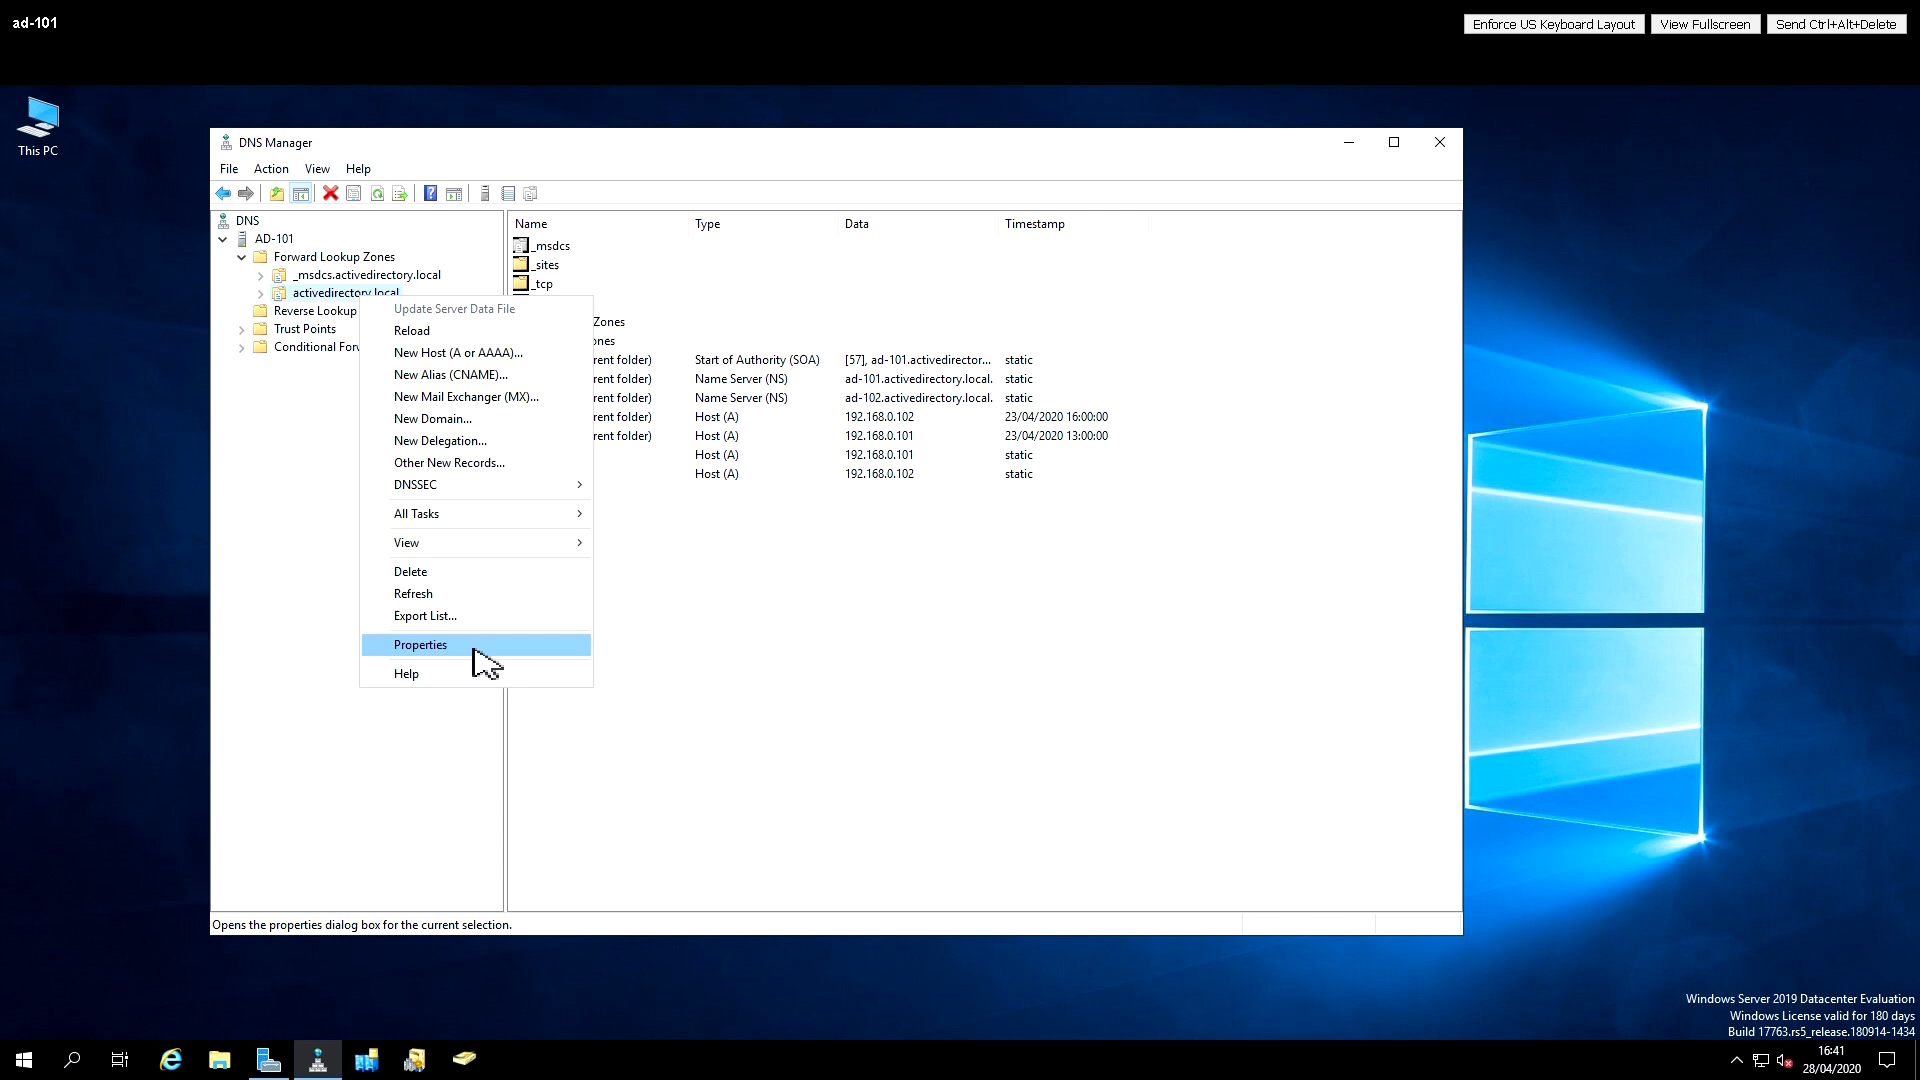 ad-101
Enforce US Keyboard Layout
View Fullscreen
Send Ctrl+Alt+Delete
This PC
DNS Manager
File Action View Help
DNS
AD-101
Forward Lookup Zones
_msdcs.activedirectory.local
activedirectory.local
Reverse Lookup
Trust Points
Conditional Forw
Update Server Data File
Reload
New Host (A or AAAA)...
New Alias (CNAME)...
New Mail Exchanger (MX)...
New Domain...
New Delegation...
Other New Records...
DNSSEC
All Tasks
View
Delete
Refresh
Export List...
Properties
Help
Name Type Data Timestamp
_msdcs
_sites
_tcp
Zones
ones
rent folder) Start of Authority (SOA) [57], ad-101.activedirector... static
rent folder) Name Server (NS) ad-101.activedirectory.local. static
rent folder) Name Server (NS) ad-102.activedirectory.local. static
rent folder) Host (A) 192.168.0.102 23/04/2020 16:00:00
rent folder) Host (A) 192.168.0.101 23/04/2020 13:00:00
Host (A) 192.168.0.101 static
Host (A) 192.168.0.102 static
Opens the properties dialog box for the current selection.
Windows Server 2019 Datacenter Evaluation
Windows License valid for 180 days
Build 17763.rs5_release.180914-1434
16:41
28/04/2020